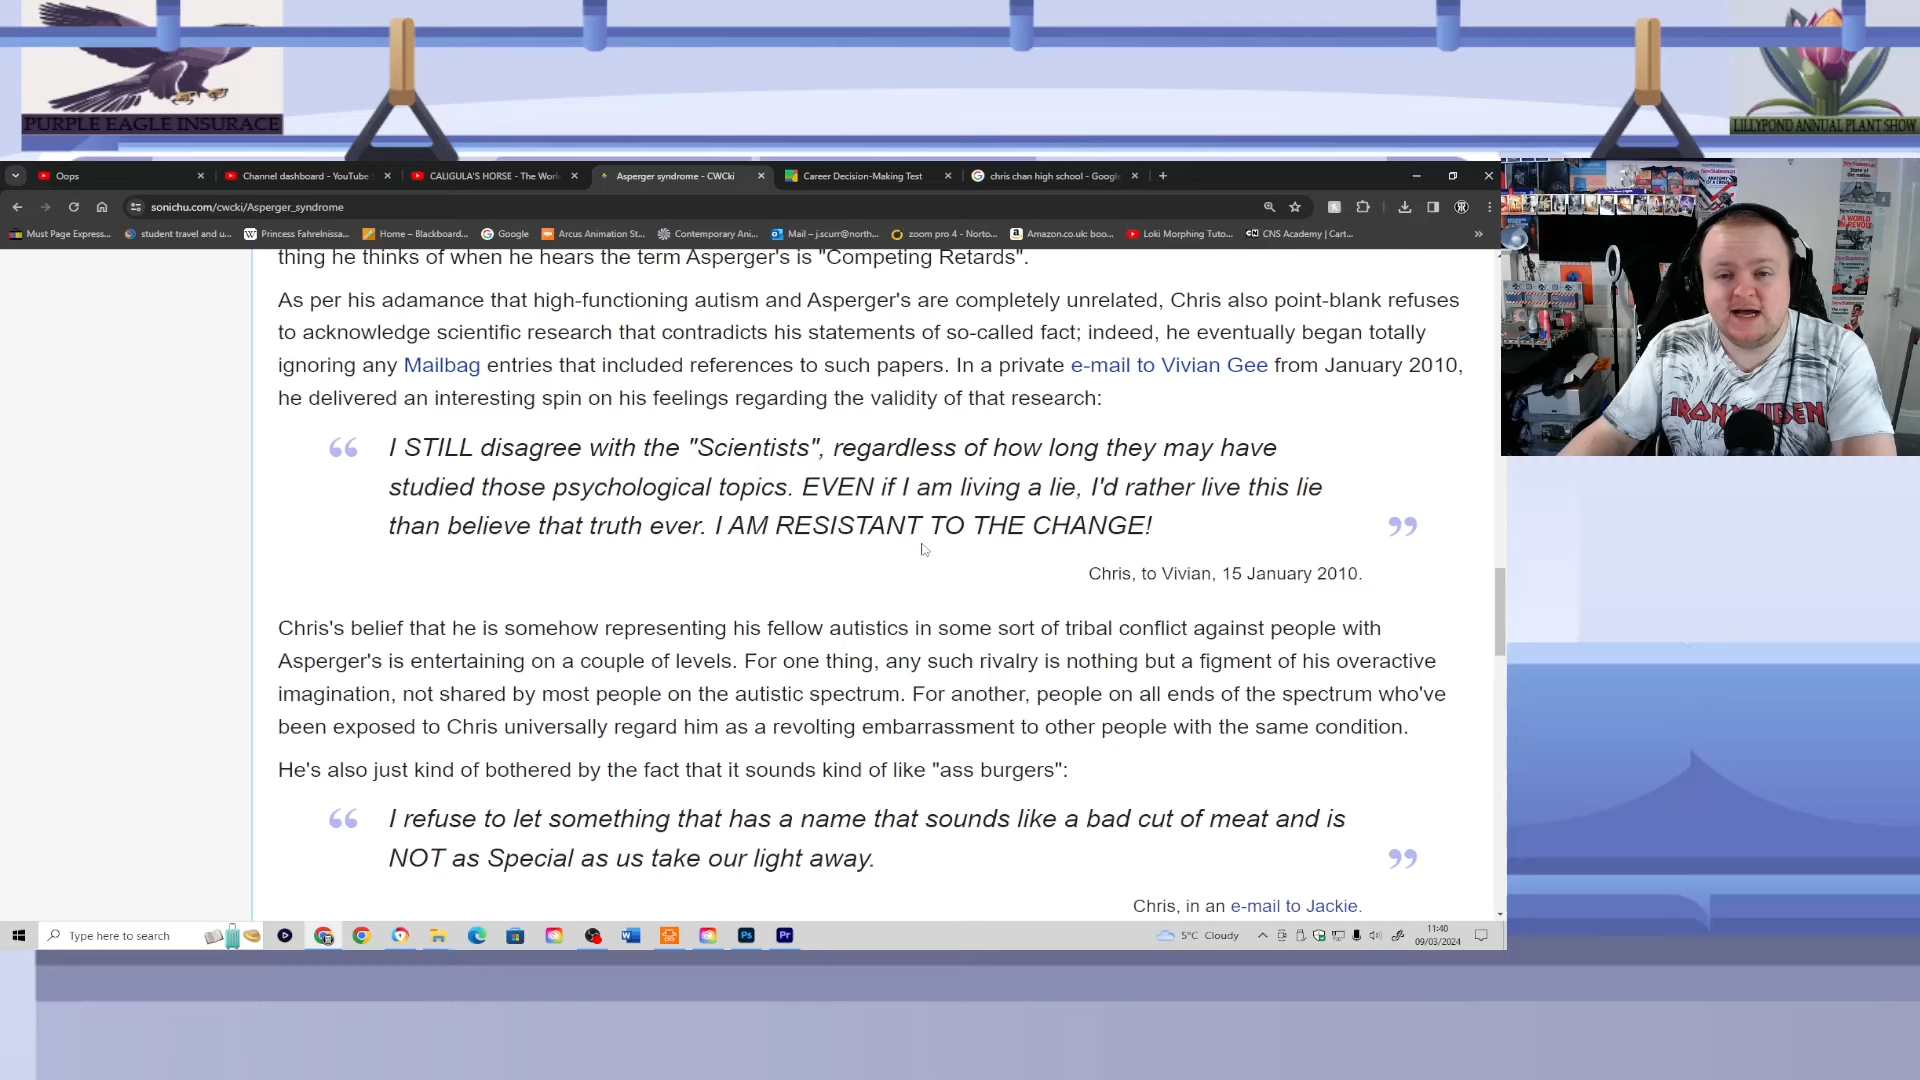 PURPLE EAGLE INSURACE
LILLYPOND ANNUAL PLANT SHOW
Oops
Channel dashboard - YouTube
CALIGULA'S HORSE - The Worl
Asperger syndrome - CWCki
Career Decision-Making Test
chris chan high school - Google
sonichu.com/cwcki/Asperger_syndrome
Must Page Express...
student travel and u...
Princess Fahrelnissa...
Home – Blackboard...
Google
Arcus Animation St...
Contemporary Ani...
Mail – j.scurr@north...
zoom pro 4 - Norto...
Amazon.co.uk: boo...
Loki Morphing Tuto...
CNS Academy | Cart...
thing he thinks of when he hears the term Asperger's is "Competing Retards".
As per his adamance that high-functioning autism and Asperger's are completely unrelated, Chris also point-blank refuses
to acknowledge scientific research that contradicts his statements of so-called fact; indeed, he eventually began totally
ignoring any Mailbag entries that included references to such papers. In a private e-mail to Vivian Gee from January 2010,
he delivered an interesting spin on his feelings regarding the validity of that research:
“ I STILL disagree with the "Scientists", regardless of how long they may have
studied those psychological topics. EVEN if I am living a lie, I'd rather live this lie
than believe that truth ever. I AM RESISTANT TO THE CHANGE! ”
Chris, to Vivian, 15 January 2010.
Chris's belief that he is somehow representing his fellow autistics in some sort of tribal conflict against people with
Asperger's is entertaining on a couple of levels. For one thing, any such rivalry is nothing but a figment of his overactive
imagination, not shared by most people on the autistic spectrum. For another, people on all ends of the spectrum who've
been exposed to Chris universally regard him as a revolting embarrassment to other people with the same condition.
He's also just kind of bothered by the fact that it sounds kind of like "ass burgers":
“ I refuse to let something that has a name that sounds like a bad cut of meat and is
NOT as Special as us take our light away. ”
Chris, in an e-mail to Jackie.
Type here to search
5°C Cloudy
11:40
09/03/2024
IRON MAIDEN